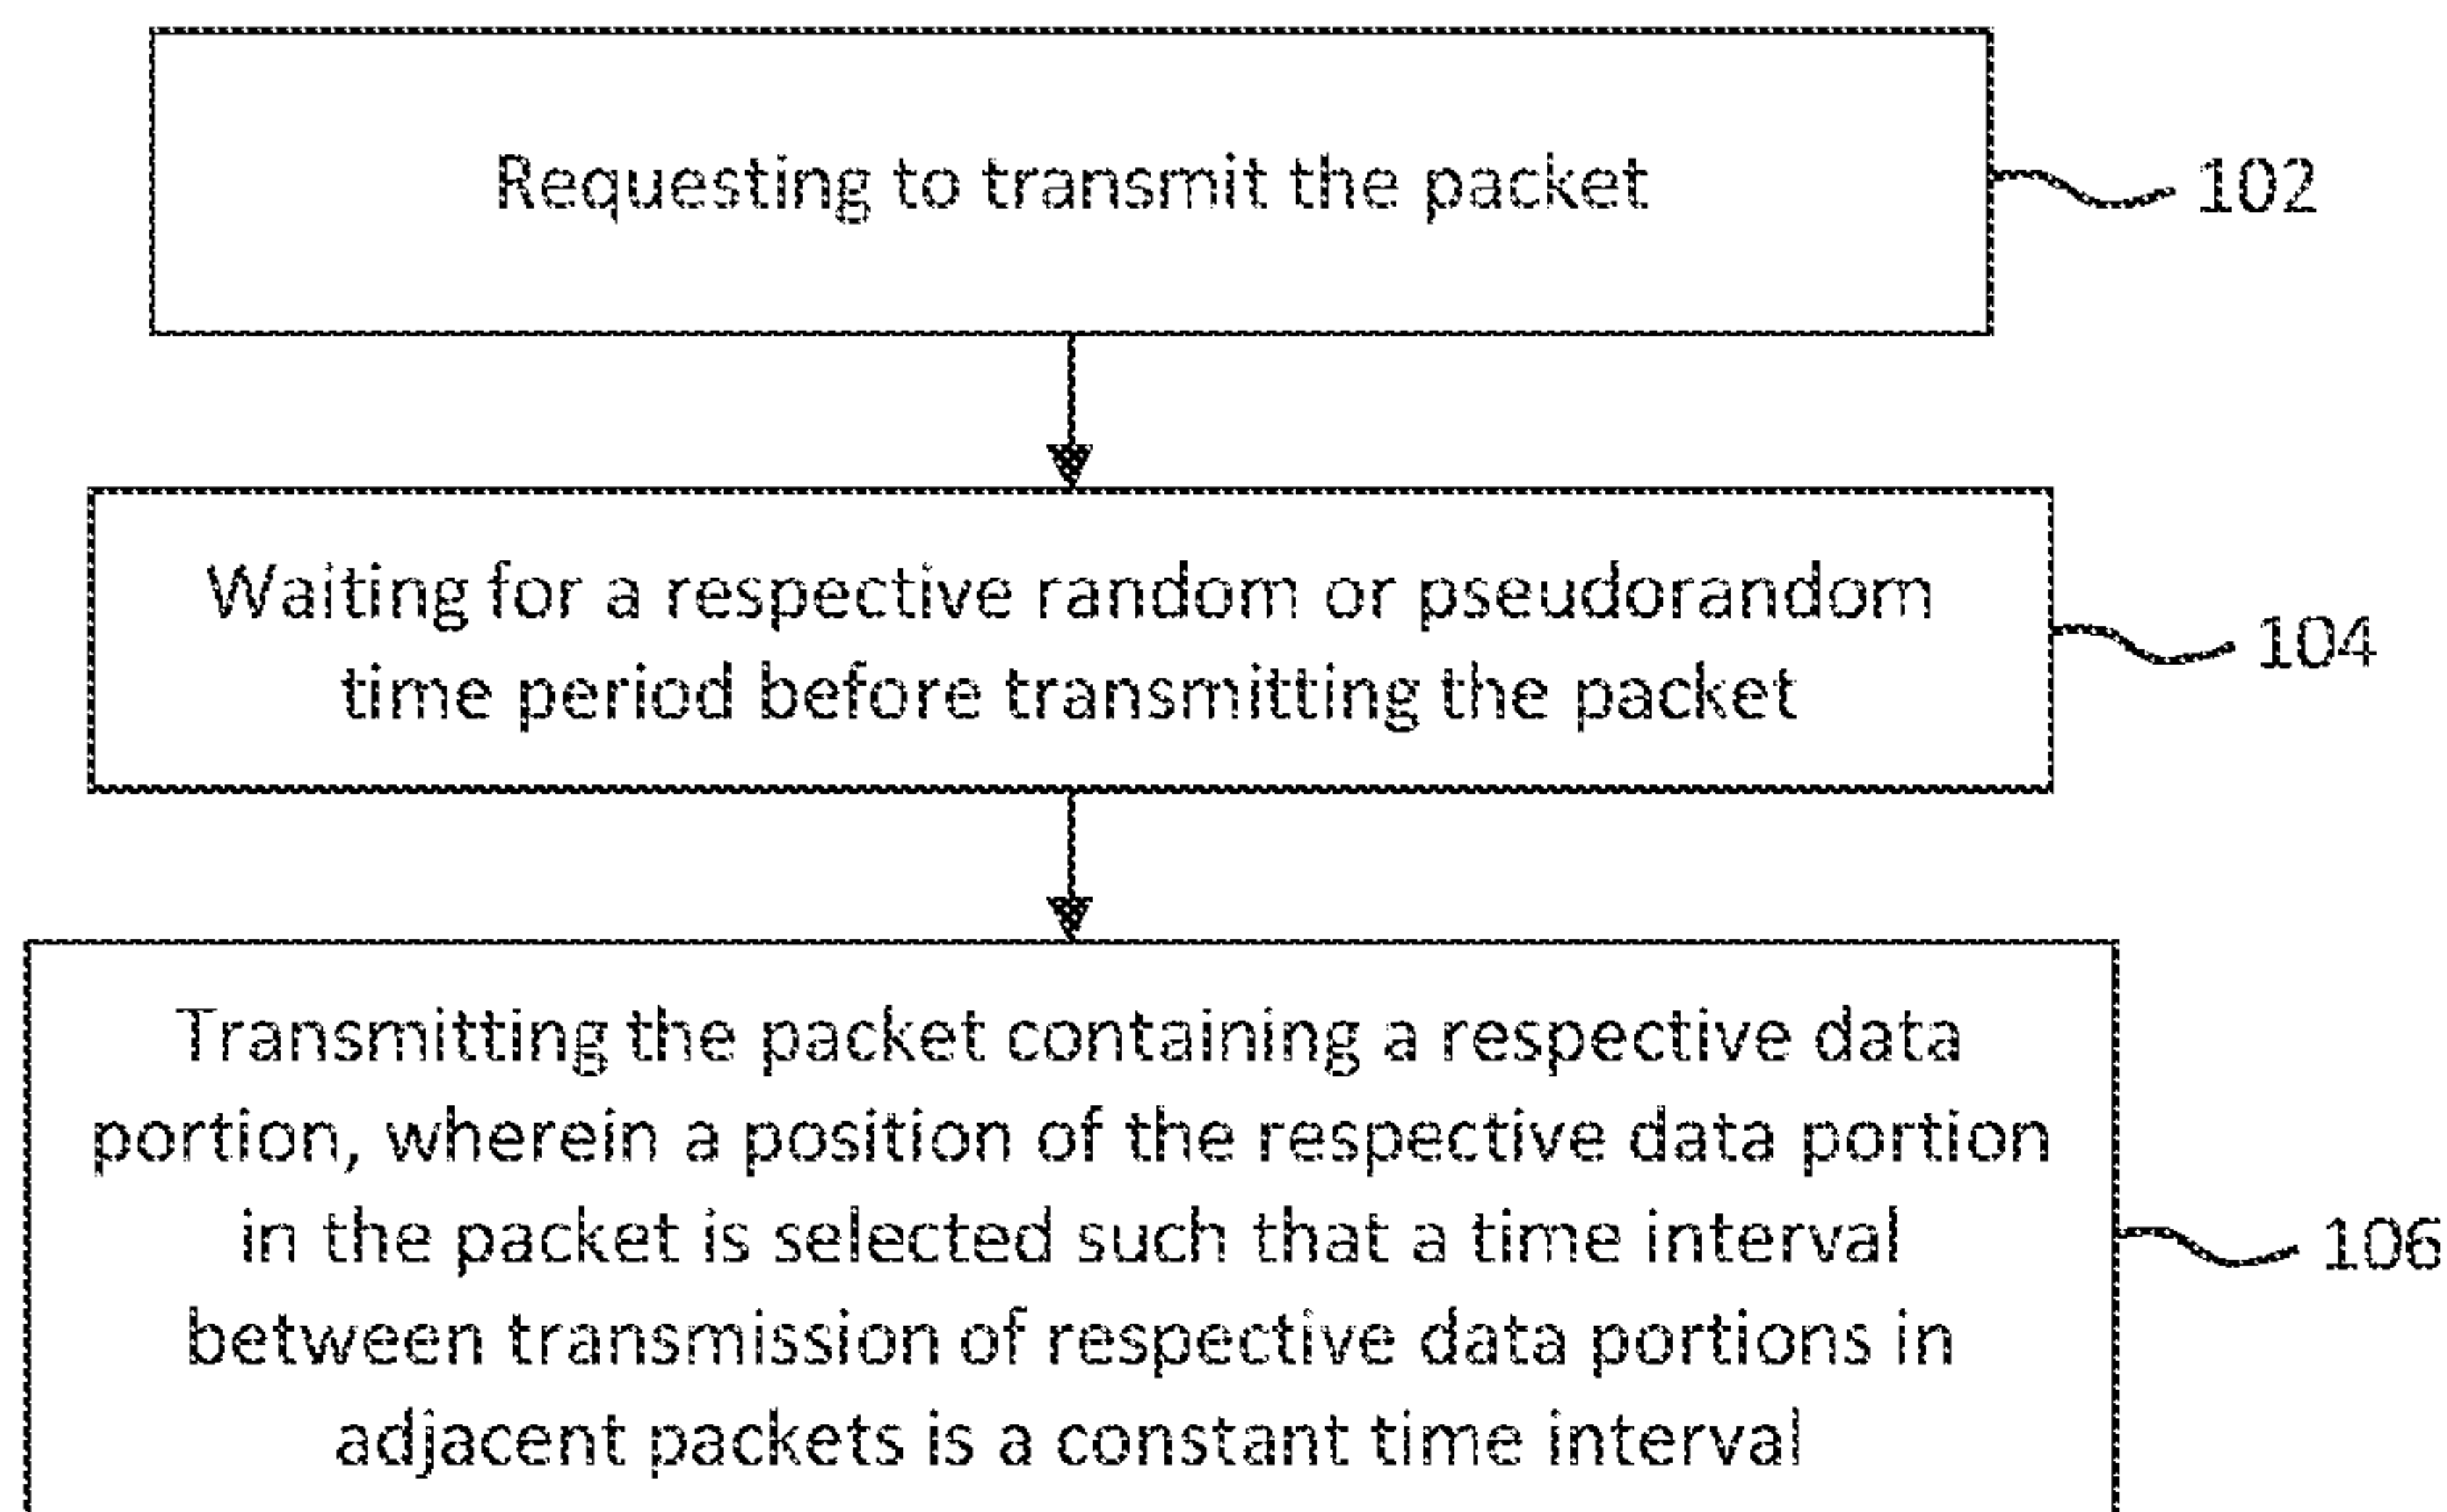 Requesting to transmit the packet
102
Waiting for a respective random or pseudorandom
time period before transmitting the packet
104
Transmitting the packet containing a respective data
portion, wherein a position of the respective data portion
in the packet is selected such that a time interval
between transmission of respective data portions in
adjacent packets is a constant time interval
106